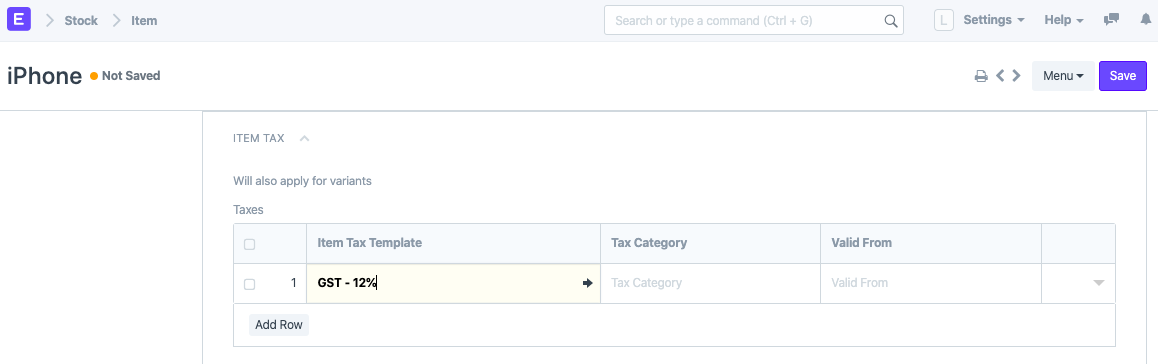 E Stock Item Search or type a command (Ctrl + G) L Settings Help
iPhone Not Saved Menu Save
ITEM TAX
Will also apply for variants
Taxes
Item Tax Template Tax Category Valid From
1 GST - 12% Tax Category Valid From
Add Row